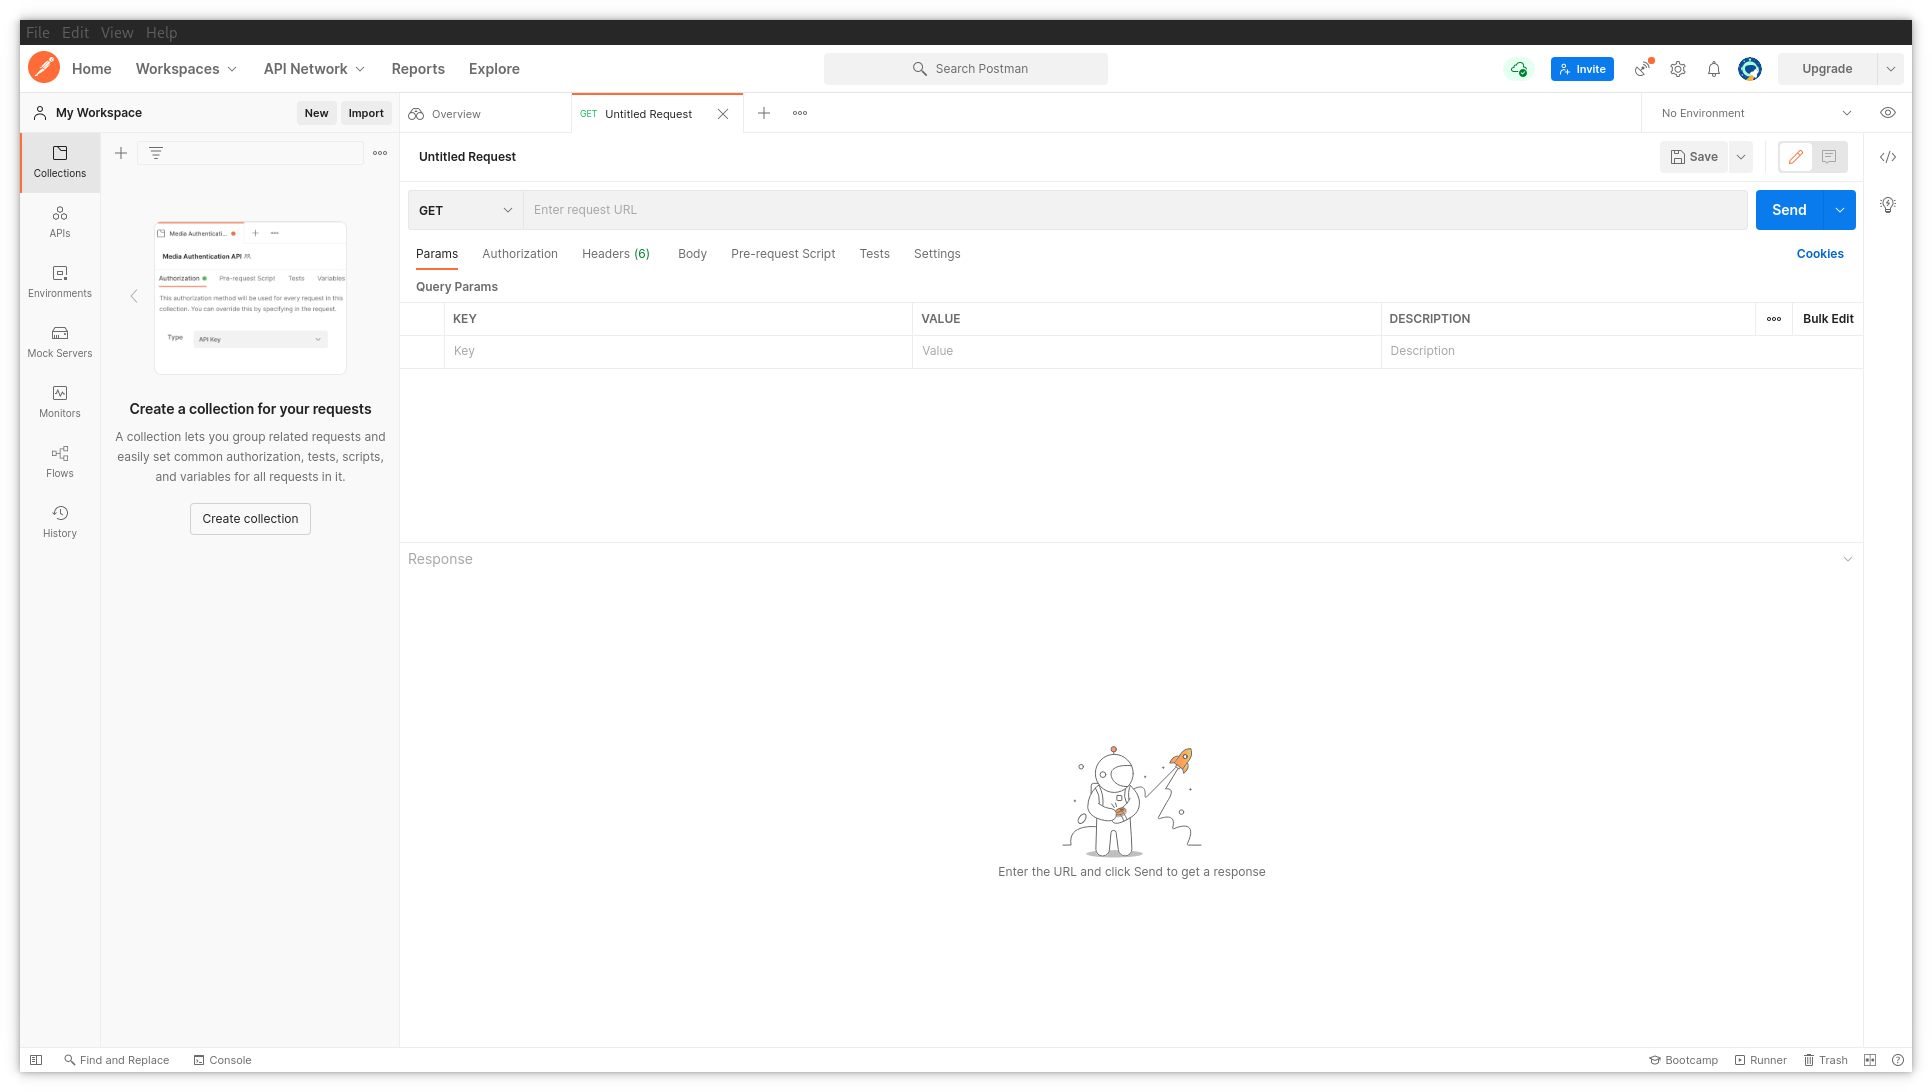 File Edit View Help
Home Workspaces API Network Reports Explore Search Postman Invite Upgrade
My Workspace New Import Overview GET Untitled Request No Environment
Collections
APIs
Environments
Mock Servers
Monitors
Flows
History
Media Authenticati...
Media Authentication API
Authorization Pre-request Script Tests Variables
This authorization method will be used for every request in this
collection. You can override this by specifying in the request.
Type API Key
Create a collection for your requests
A collection lets you group related requests and
easily set common authorization, tests, scripts,
and variables for all requests in it.
Create collection
Untitled Request Save
GET Enter request URL Send
Params Authorization Headers (6) Body Pre-request Script Tests Settings Cookies
Query Params
KEY VALUE DESCRIPTION Bulk Edit
Key Value Description
Response
Enter the URL and click Send to get a response
Find and Replace Console Bootcamp Runner Trash